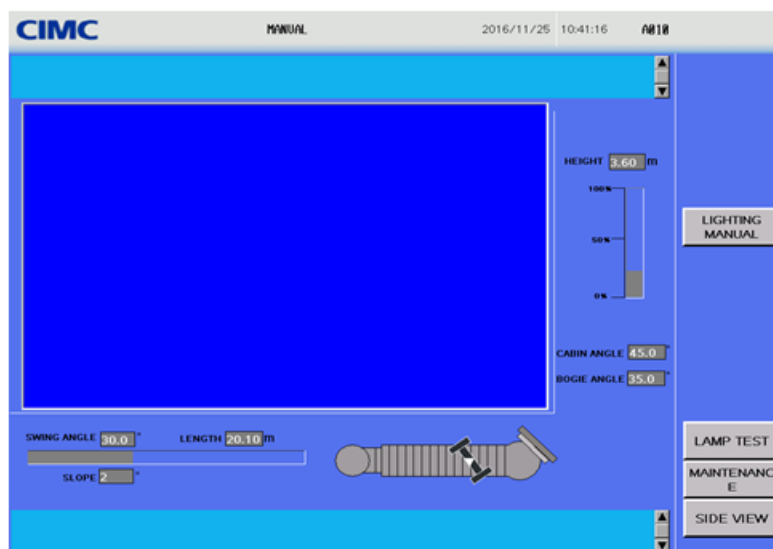 CIMC MANUAL 2016/11/25 10:41:16 A010
HEIGHT 3.60 m
100%
50%
0%
LIGHTING
MANUAL
CABIN ANGLE 45.0 °
BOGIE ANGLE 35.0 °
SWING ANGLE 30.0 ° LENGTH 20.10 m
SLOPE 2 °
LAMP TEST
MAINTENANC
E
SIDE VIEW